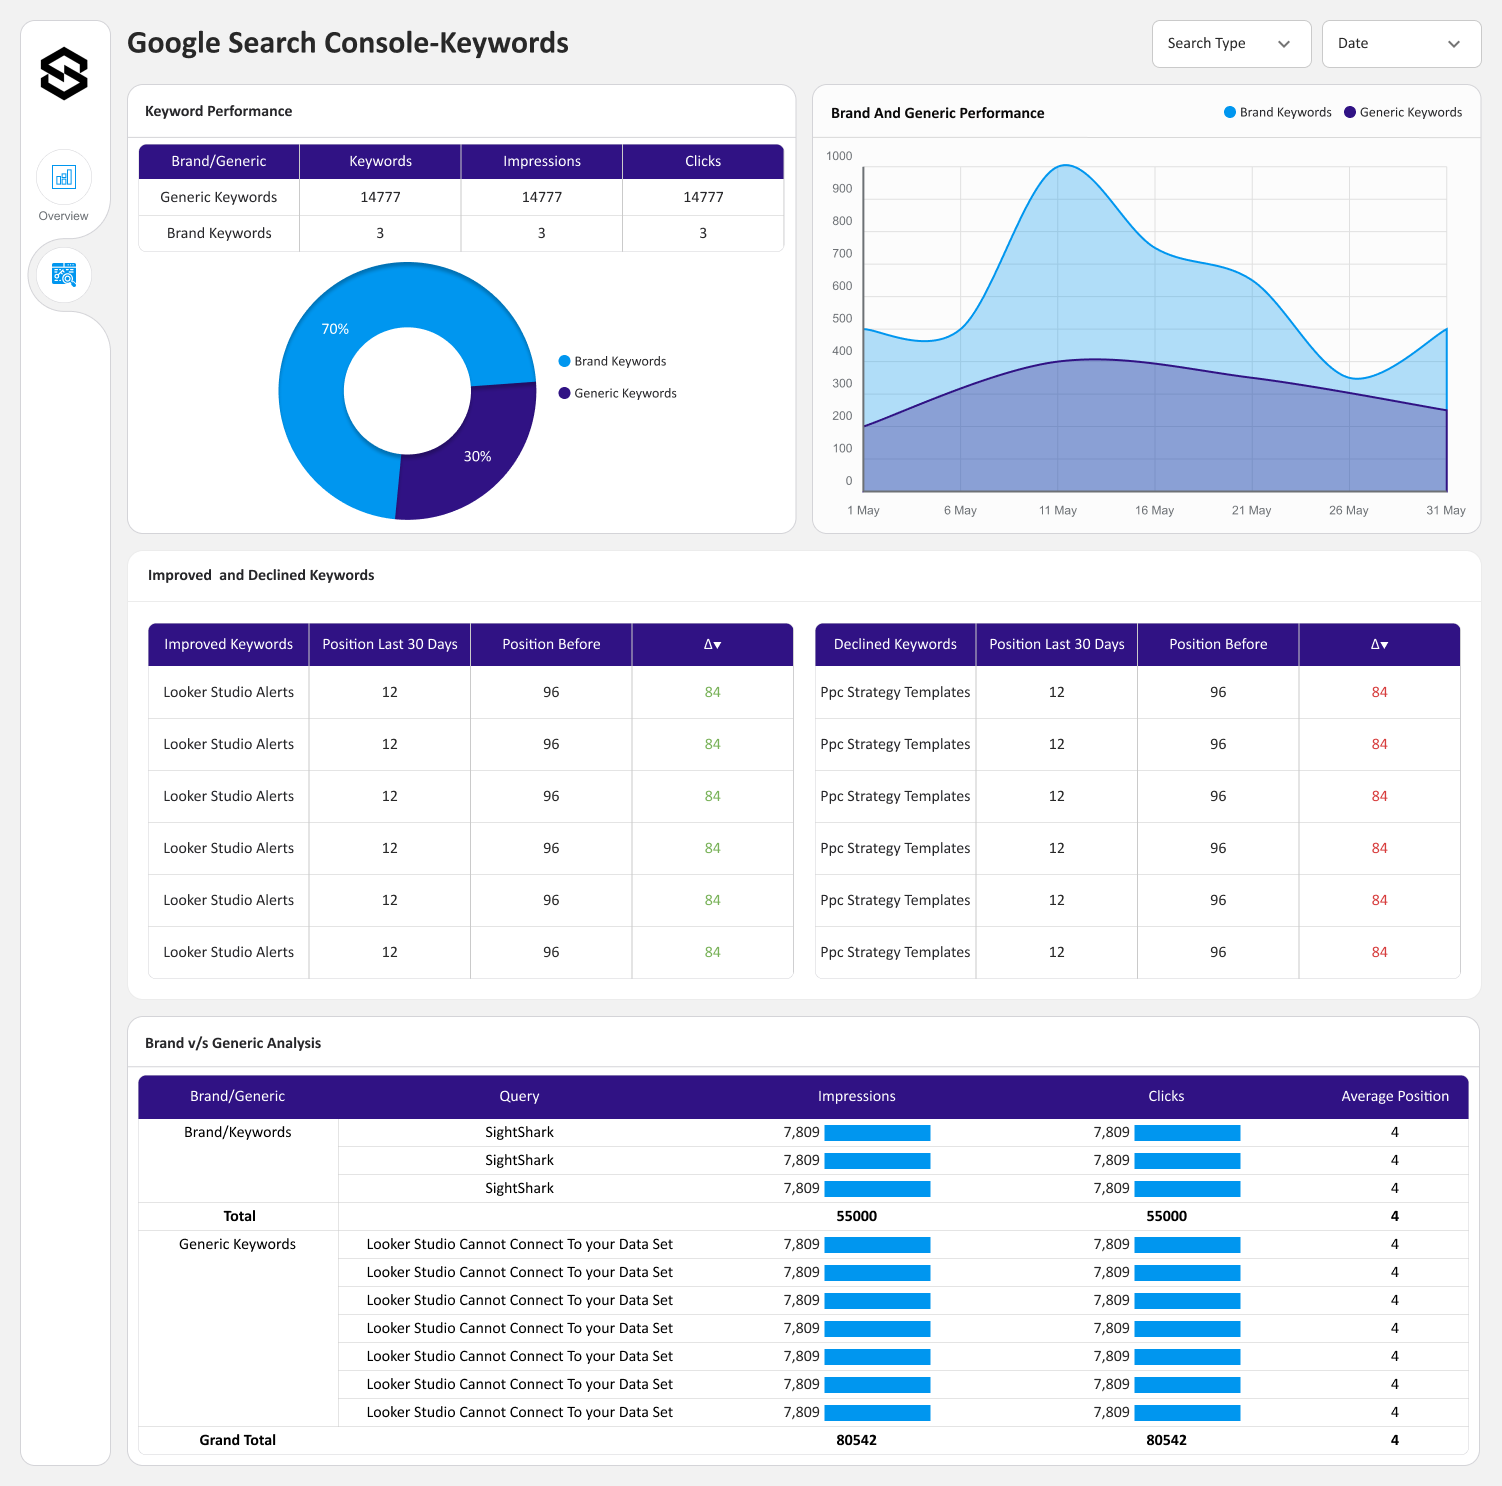 Google Search Console-Keywords
Search Type
Date
Overview
Keyword Performance
Brand/Generic Keywords Impressions Clicks
Generic Keywords 14777 14777 14777
Brand Keywords 3 3 3
70%
30%
Brand Keywords
Generic Keywords
Brand And Generic Performance
Brand Keywords Generic Keywords
1000
900
800
700
600
500
400
300
200
100
0
1 May 6 May 11 May 16 May 21 May 26 May 31 May
Improved and Declined Keywords
Improved Keywords Position Last 30 Days Position Before Δ▾
Looker Studio Alerts 12 96 84
Looker Studio Alerts 12 96 84
Looker Studio Alerts 12 96 84
Looker Studio Alerts 12 96 84
Looker Studio Alerts 12 96 84
Looker Studio Alerts 12 96 84
Declined Keywords Position Last 30 Days Position Before Δ▾
Ppc Strategy Templates 12 96 84
Ppc Strategy Templates 12 96 84
Ppc Strategy Templates 12 96 84
Ppc Strategy Templates 12 96 84
Ppc Strategy Templates 12 96 84
Ppc Strategy Templates 12 96 84
Brand v/s Generic Analysis
Brand/Generic Query Impressions Clicks Average Position
Brand/Keywords SightShark 7,809 7,809 4
SightShark 7,809 7,809 4
SightShark 7,809 7,809 4
Total 55000 55000 4
Generic Keywords Looker Studio Cannot Connect To your Data Set 7,809 7,809 4
Looker Studio Cannot Connect To your Data Set 7,809 7,809 4
Looker Studio Cannot Connect To your Data Set 7,809 7,809 4
Looker Studio Cannot Connect To your Data Set 7,809 7,809 4
Looker Studio Cannot Connect To your Data Set 7,809 7,809 4
Looker Studio Cannot Connect To your Data Set 7,809 7,809 4
Looker Studio Cannot Connect To your Data Set 7,809 7,809 4
Grand Total 80542 80542 4